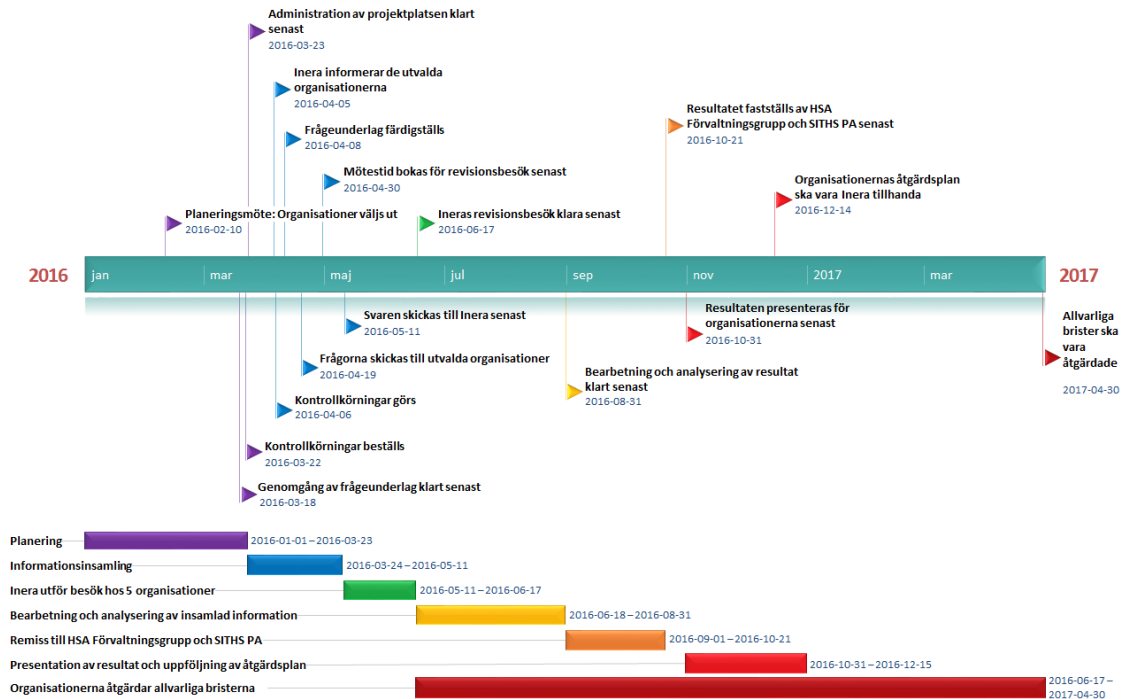 Administration av projektplatsen klart
senast
2016-03-23
Inera informerar de utvalda
organisationerna
2016-04-05
Frågeunderlag färdigställs
2016-04-08
Mötestid bokas för revisionsbesök senast
2016-04-30
Planeringsmöte: Organisationer väljs ut
2016-02-10
Ineras revisionsbesök klara senast
2016-06-17
Resultatet fastställs av HSA
Förvaltningsgrupp och SITHS PA senast
2016-10-21
Organisationernas åtgärdsplan
ska vara Inera tillhanda
2016-12-14
2016
jan
mar
maj
jul
sep
nov
2017
mar
2017
Svaren skickas till Inera senast
2016-05-11
Frågorna skickas till utvalda organisationer
2016-04-19
Kontrollkörningar görs
2016-04-06
Kontrollkörningar beställs
2016-03-22
Genomgång av frågeunderlag klart senast
2016-03-18
Bearbetning och analysering av resultat
klart senast
2016-08-31
Resultaten presenteras för
organisationerna senast
2016-10-31
Allvarliga
brister ska
vara
åtgärdade
2017-04-30
Planering
2016-01-01 – 2016-03-23
Informationsinsamling
2016-03-24 – 2016-05-11
Inera utför besök hos 5 organisationer
2016-05-11 – 2016-06-17
Bearbetning och analysering av insamlad information
2016-06-18 – 2016-08-31
Remiss till HSA Förvaltningsgrupp och SITHS PA
2016-09-01 – 2016-10-21
Presentation av resultat och uppföljning av åtgärdsplan
2016-10-31 – 2016-12-15
Organisationerna åtgärdar allvarliga bristerna
2016-06-17 –
2017-04-30